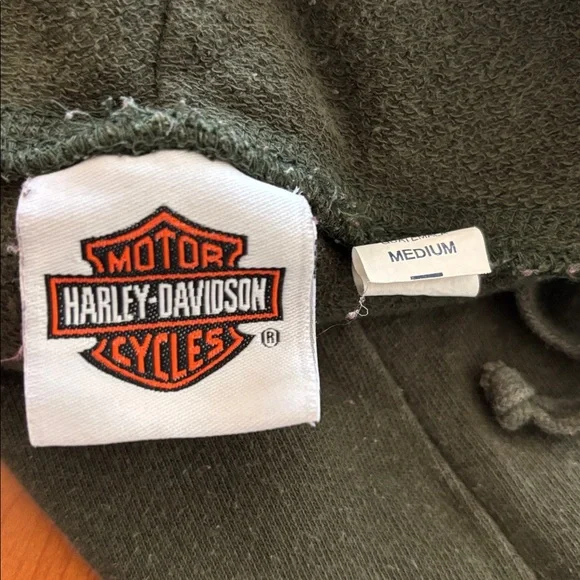 MOTOR
HARLEY-DAVIDSON
CYCLES
®
MEDIUM